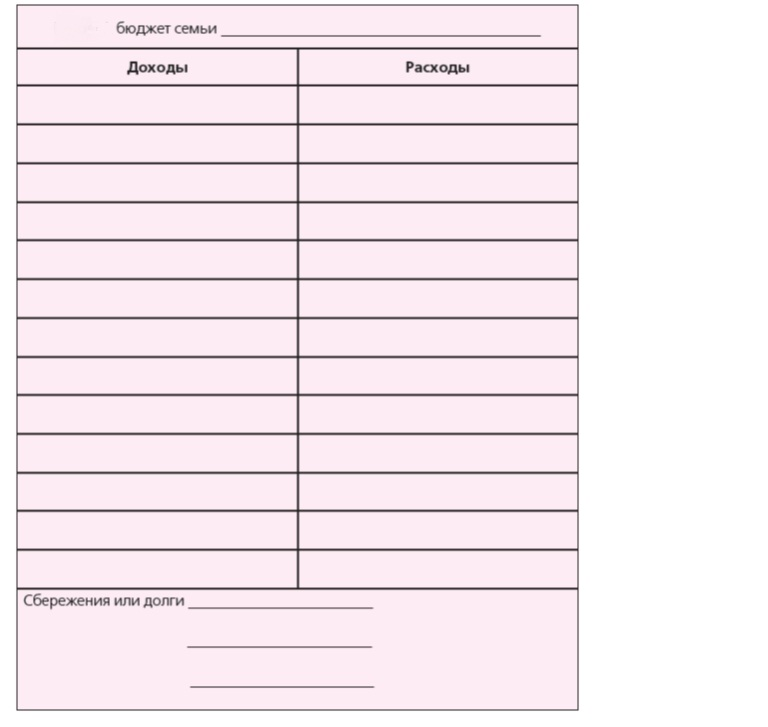 бюджет семьи
Доходы Расходы
Сбережения или долги